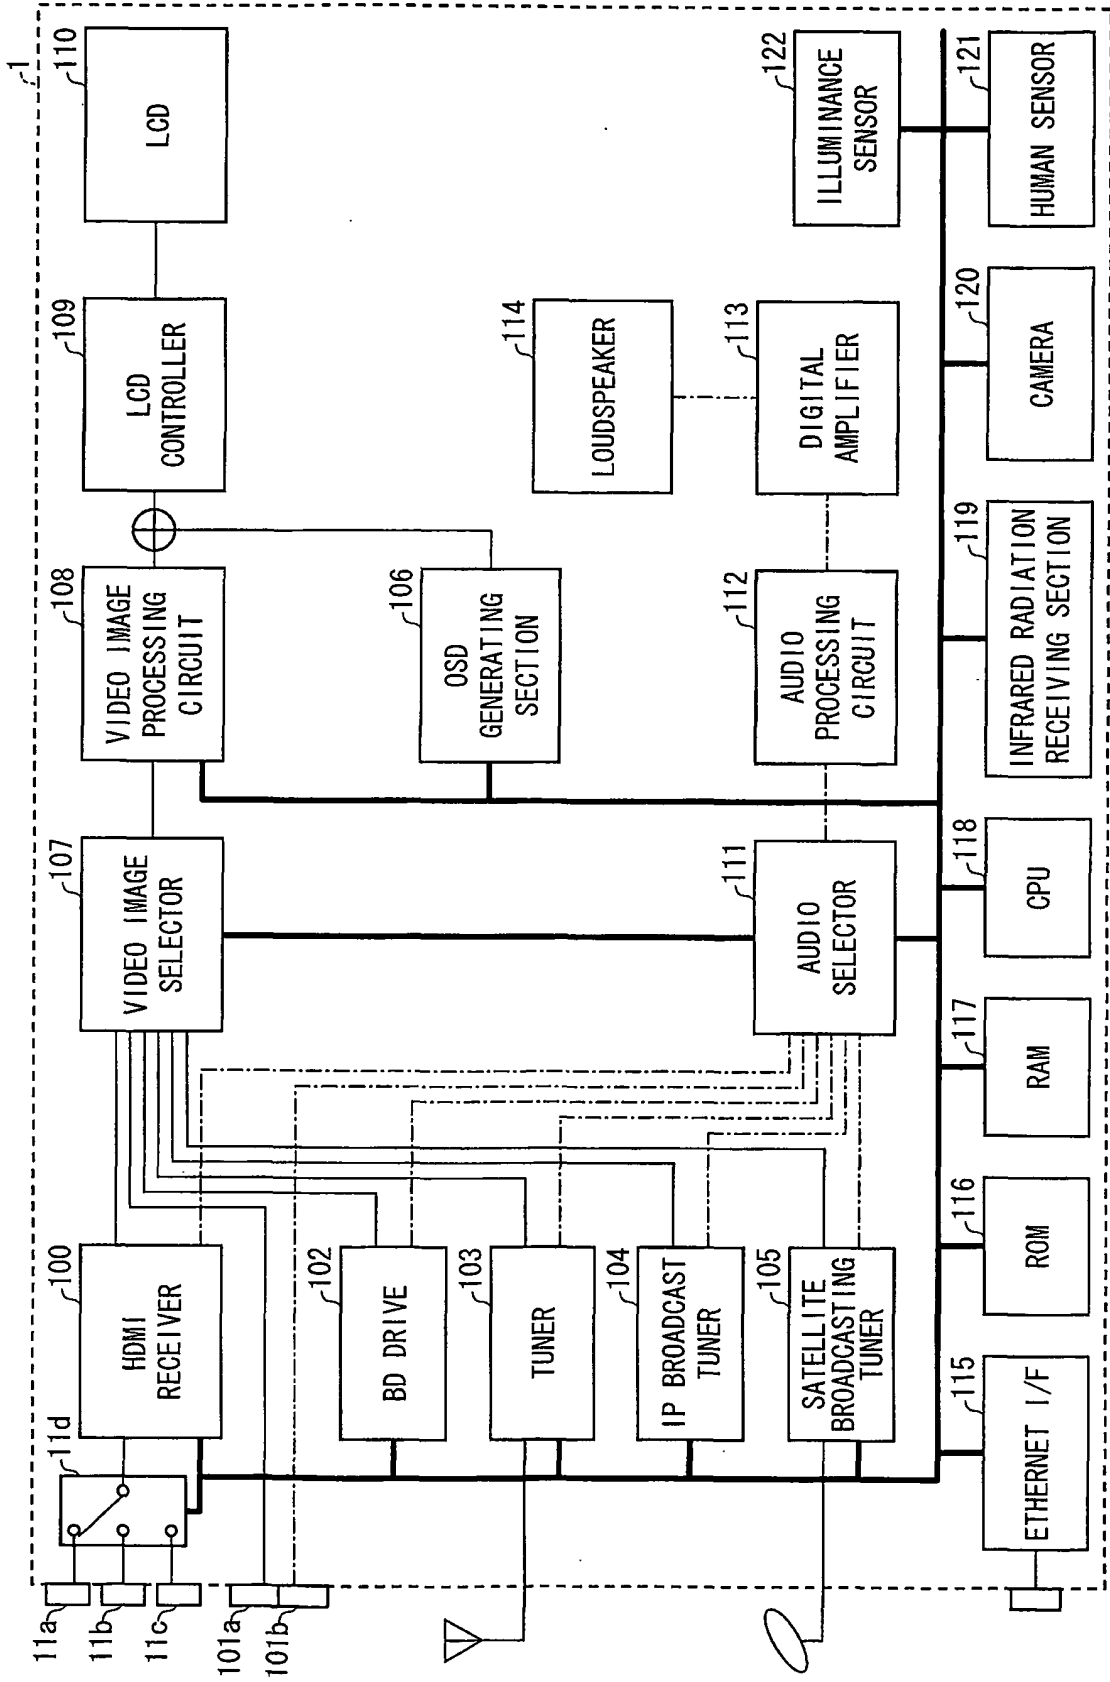 1
11a
11b
11c
11d
101a
101b
100
HDMI
RECEIVER
107
VIDEO IMAGE
SELECTOR
108
VIDEO IMAGE
PROCESSING
CIRCUIT
109
LCD
CONTROLLER
110
LCD
102
BD DRIVE
103
TUNER
104
IP BROADCAST
TUNER
105
SATELLITE
BROADCASTING
TUNER
106
OSD
GENERATING
SECTION
111
AUDIO
SELECTOR
112
AUDIO
PROCESSING
CIRCUIT
113
DIGITAL
AMPLIFIER
114
LOUDSPEAKER
122
ILLUMINANCE
SENSOR
115
ETHERNET I/F
116
ROM
117
RAM
118
CPU
119
INFRARED RADIATION
RECEIVING SECTION
120
CAMERA
121
HUMAN SENSOR